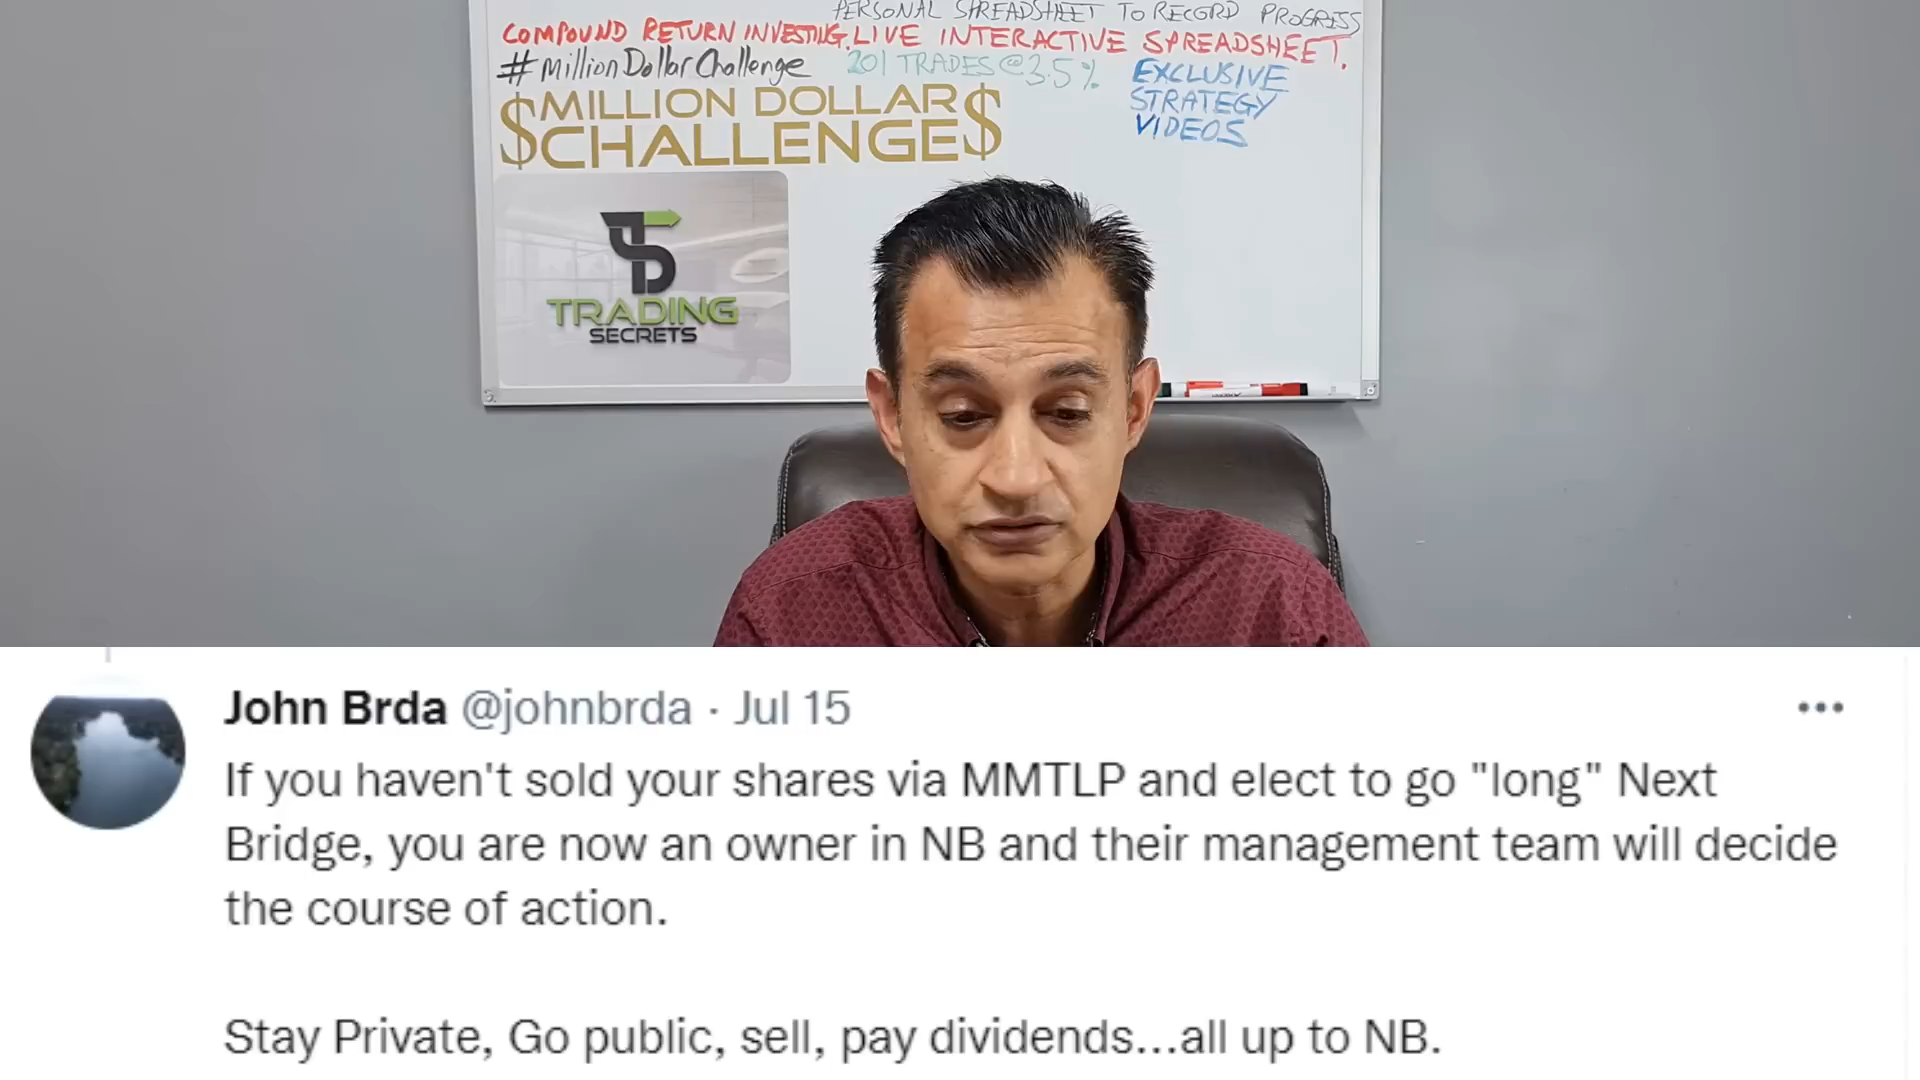 PERSONAL SPREADSHEET TO RECORD PROGRESS
COMPOUND RETURN INVESTING. LIVE INTERACTIVE SPREADSHEET.
#MillionDollarChallenge 201 TRADES @ 3.5%
EXCLUSIVE
STRATEGY
VIDEOS
$MILLION DOLLAR$
CHALLENGE
TS
TRADING
SECRETS
John Brda @johnbrda · Jul 15
If you haven't sold your shares via MMTLP and elect to go "long" Next
Bridge, you are now an owner in NB and their management team will decide
the course of action.
Stay Private, Go public, sell, pay dividends...all up to NB.